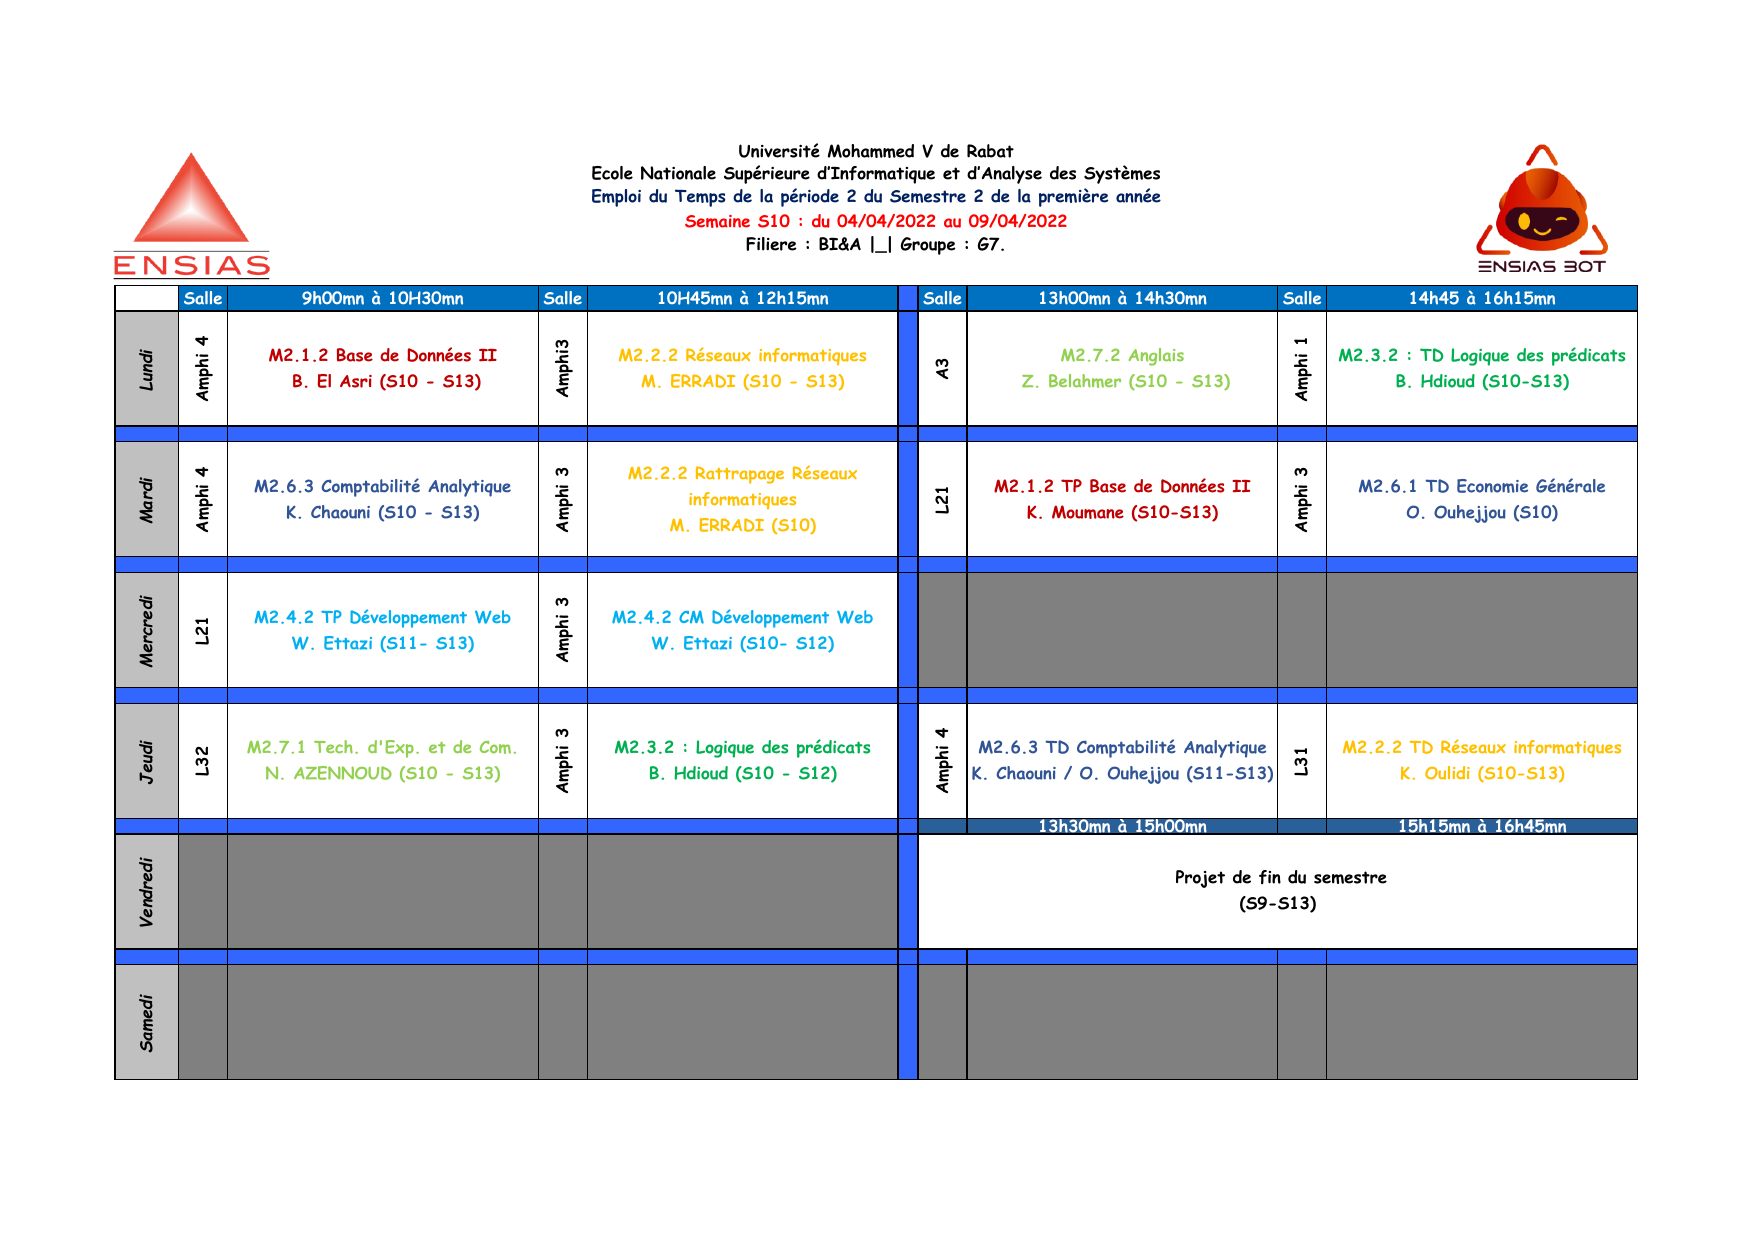 Université Mohammed V de Rabat
Ecole Nationale Supérieure d’Informatique et d’Analyse des Systèmes
Emploi du Temps de la période 2 du Semestre 2 de la première année
Semaine S10 : du 04/04/2022 au 09/04/2022
Filiere : BI&A |_| Groupe : G7.
ENSIAS
ENSIAS BOT
Salle 9h00mn à 10H30mn Salle 10H45mn à 12h15mn Salle 13h00mn à 14h30mn Salle 14h45 à 16h15mn
Lundi
Amphi 4
M2.1.2 Base de Données II
B. El Asri (S10 - S13)
Amphi3
M2.2.2 Réseaux informatiques
M. ERRADI (S10 - S13)
A3
M2.7.2 Anglais
Z. Belahmer (S10 - S13)
Amphi 1
M2.3.2 : TD Logique des prédicats
B. Hdioud (S10-S13)
Mardi
Amphi 4
M2.6.3 Comptabilité Analytique
K. Chaouni (S10 - S13)
Amphi 3
M2.2.2 Rattrapage Réseaux
informatiques
M. ERRADI (S10)
L21
M2.1.2 TP Base de Données II
K. Moumane (S10-S13)
Amphi 3
M2.6.1 TD Economie Générale
O. Ouhejjou (S10)
Mercredi
L21
M2.4.2 TP Développement Web
W. Ettazi (S11- S13)
Amphi 3
M2.4.2 CM Développement Web
W. Ettazi (S10- S12)
Jeudi
L32
M2.7.1 Tech. d'Exp. et de Com.
N. AZENNOUD (S10 - S13)
Amphi 3
M2.3.2 : Logique des prédicats
B. Hdioud (S10 - S12)
Amphi 4
M2.6.3 TD Comptabilité Analytique
K. Chaouni / O. Ouhejjou (S11-S13)
L31
M2.2.2 TD Réseaux informatiques
K. Oulidi (S10-S13)
13h30mn à 15h00mn 15h15mn à 16h45mn
Vendredi
Projet de fin du semestre
(S9-S13)
Samedi